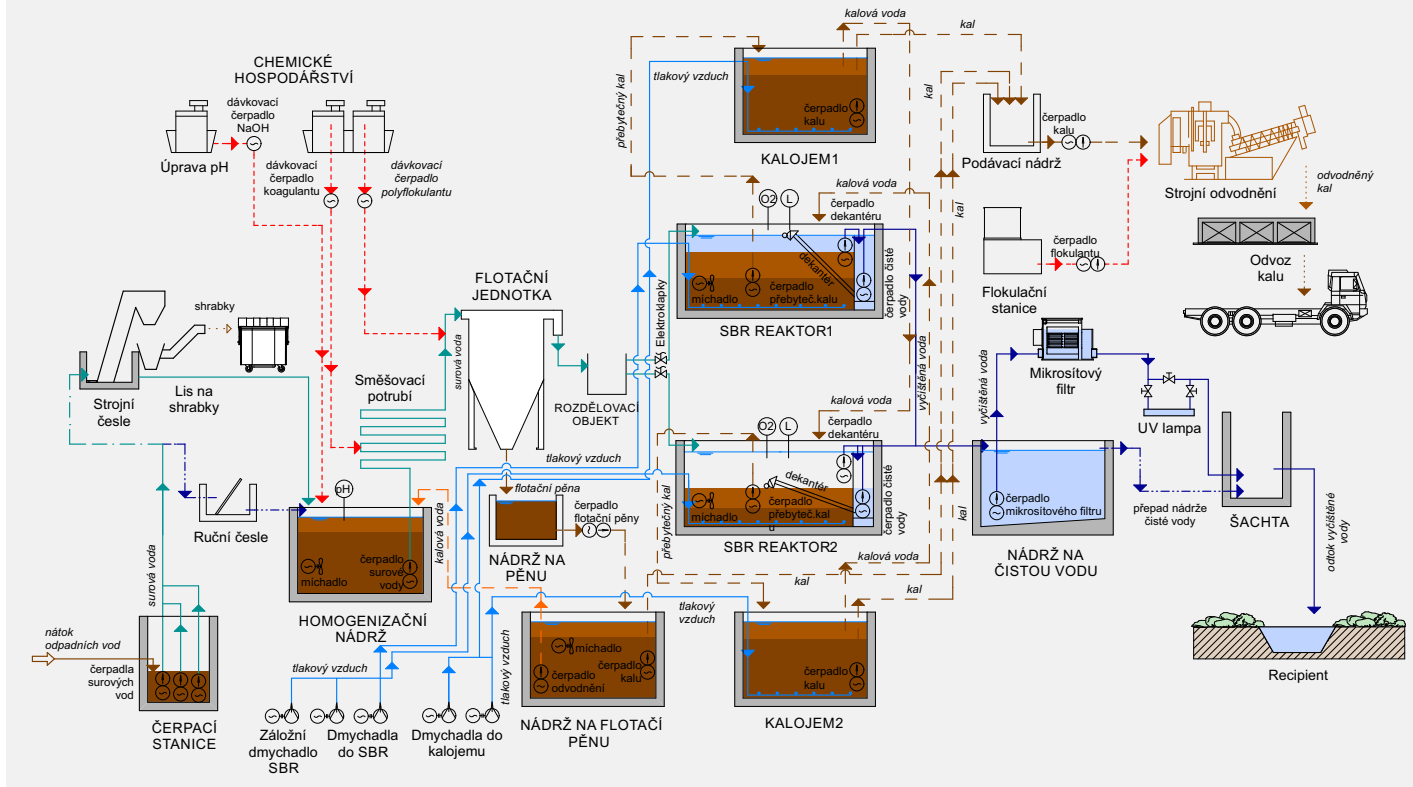 CHEMICKÉ
HOSPODÁŘSTVÍ
dávkovací
čerpadlo
NaOH
Úprava pH
dávkovací
čerpadlo
koagulantu
dávkovací
čerpadlo
polyflokulantu
shrabky
Strojní
česle
Lis na
shrabky
Ruční česle
surová voda
nátok
odpadních vod
čerpadla
surových
vod
ČERPACÍ
STANICE
Směšovací
potrubí
surová voda
pH
míchadlo
čerpadlo
surové
vody
HOMOGENIZAČNÍ
NÁDRŽ
kalová voda
tlakový vzduch
Záložní
dmychadlo
SBR
Dmychadla
do SBR
Dmychadla do
kalojemu
tlakový vzduch
FLOTAČNÍ
JEDNOTKA
ROZDĚLOVACÍ
OBJEKT
Elektroklapky
tlakový vzduch
flotační pěna
čerpadlo
flotační pěny
NÁDRŽ NA
PĚNU
míchadlo
čerpadlo
odvodnění
čerpadlo
kalu
NÁDRŽ NA FLOTAČÍ
PĚNU
přebytečný kal
tlakový vzduch
kalová voda
kal
čerpadlo
kalu
KALOJEM1
O2
L
kalová voda
čerpadlo
dekantéru
míchadlo
čerpadlo
přebyteč.kalu
dekantér
čerpadlo čisté
vody
SBR REAKTOR1
kalová voda
vyčištěná voda
O2
L
kalová voda
čerpadlo
dekantéru
míchadlo
čerpadlo
přebyteč.kal
dekantér
čerpadlo čisté
vody
SBR REAKTOR2
přebytečný kal
kalová voda
kal
kal
tlakový
vzduch
čerpadlo
kalu
KALOJEM2
kal
kal
kal
Podávací nádrž
čerpadlo
kalu
Strojní odvodnění
odvodněný
kal
čerpadlo
flokulantu
Flokulační
stanice
Odvoz
kalu
vyčištěná voda
Mikrosítový
filtr
UV lampa
čerpadlo
mikrosítového filtru
NÁDRŽ NA
ČISTOU VODU
přepad nádrže
čisté vody
ŠACHTA
odtok vyčištěné
vody
Recipient